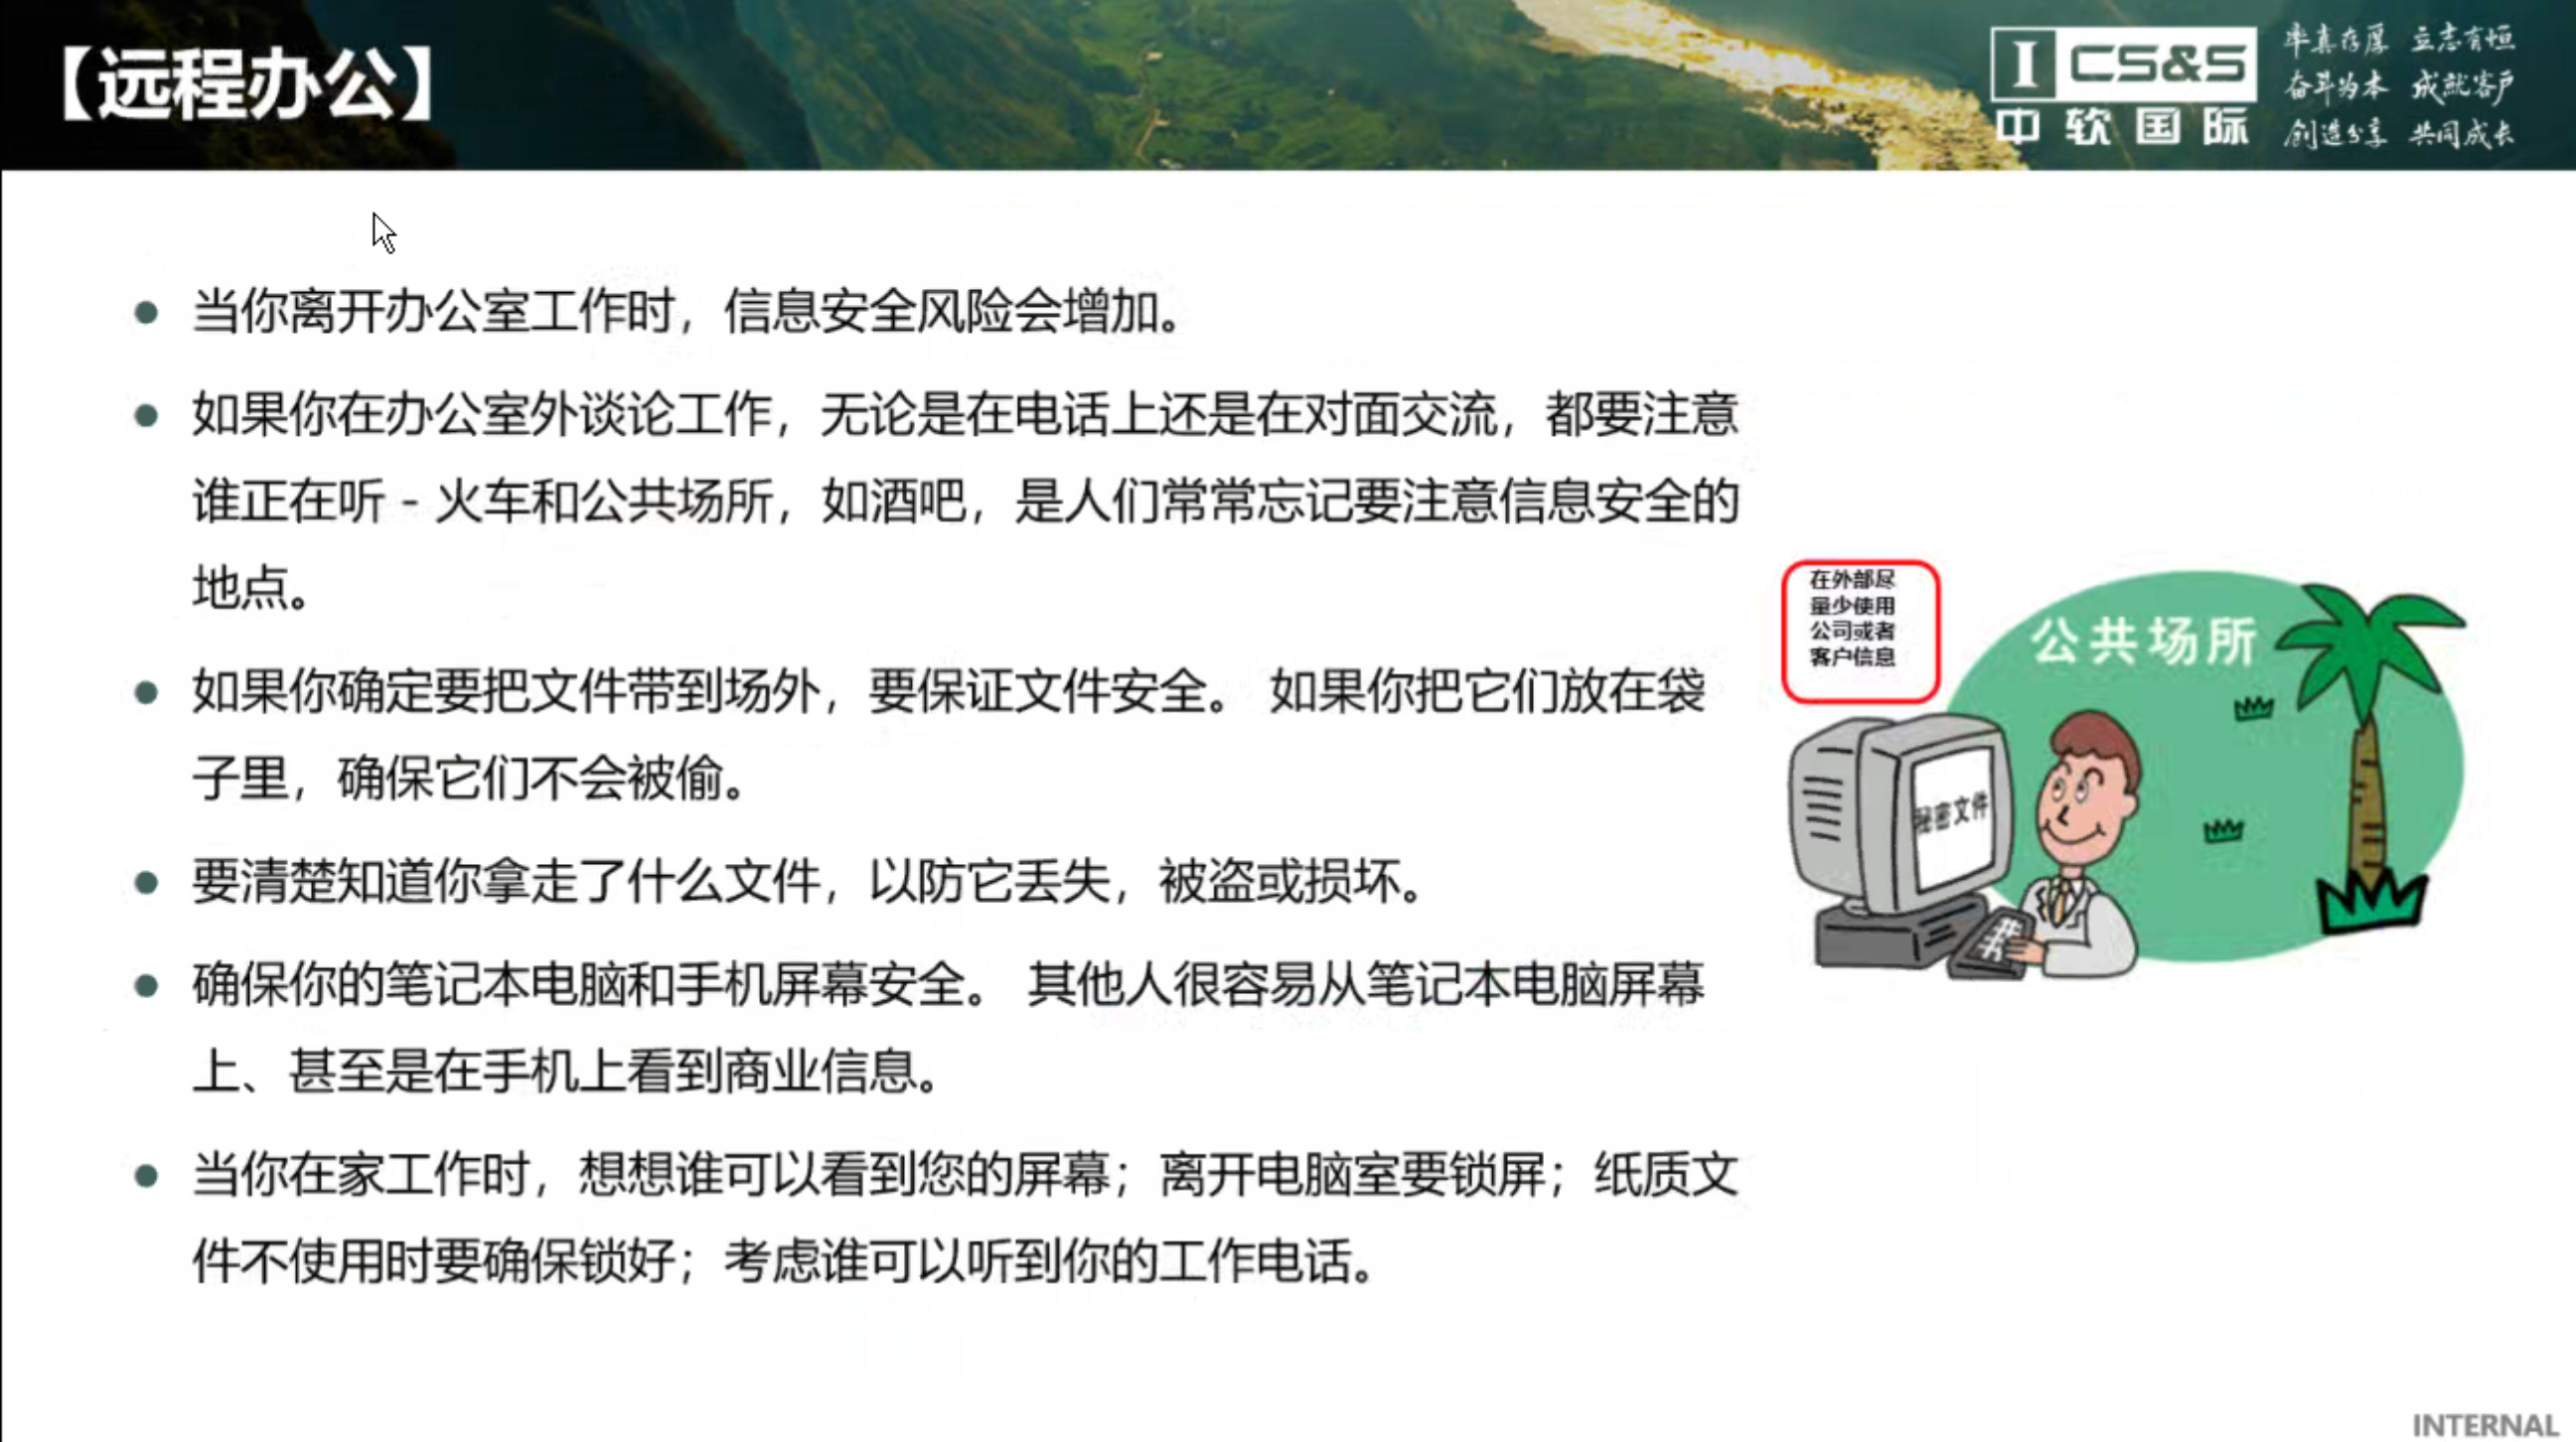 【远程办公】
I CS&S
中软国际
率真存厚 立志有恒
奋斗为本 成就客户
创造分享 共同成长
当你离开办公室工作时，信息安全风险会增加。
如果你在办公室外谈论工作，无论是在电话上还是在对面交流，都要注意
谁正在听 - 火车和公共场所，如酒吧，是人们常常忘记要注意信息安全的
地点。
如果你确定要把文件带到场外，要保证文件安全。 如果你把它们放在袋
子里，确保它们不会被偷。
要清楚知道你拿走了什么文件，以防它丢失，被盗或损坏。
确保你的笔记本电脑和手机屏幕安全。 其他人很容易从笔记本电脑屏幕
上、甚至是在手机上看到商业信息。
当你在家工作时，想想谁可以看到您的屏幕；离开电脑室要锁屏；纸质文
件不使用时要确保锁好；考虑谁可以听到你的工作电话。
在外部尽
量少使用
公司或者
客户信息
公共场所
秘密文件
INTERNAL